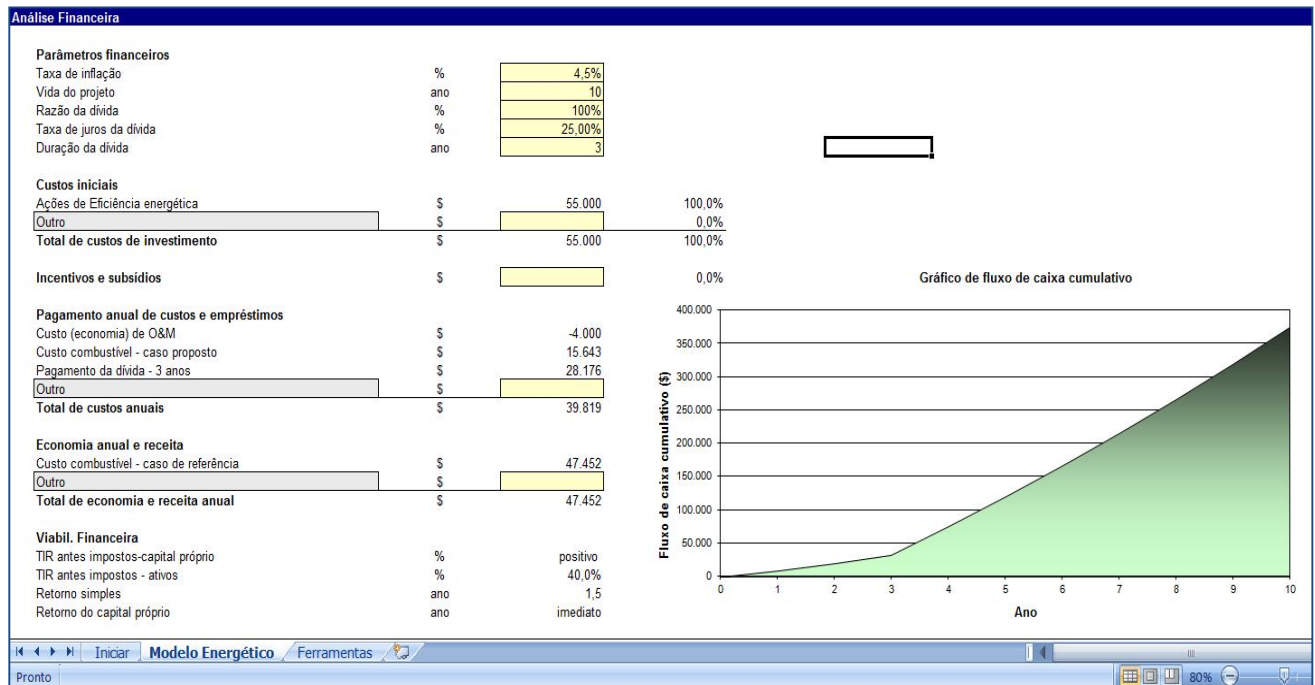 Análise Financeira
Parâmetros financeiros
Taxa de inflação % 4,5%
Vida do projeto ano 10
Razão da dívida % 100%
Taxa de juros da dívida % 25,00%
Duração da dívida ano 3
Custos iniciais
Ações de Eficiência energética $ 55.000 100,0%
Outro $ 0,0%
Total de custos de investimento $ 55.000 100,0%
Incentivos e subsídios $ 0,0%
Pagamento anual de custos e empréstimos
Custo (economia) de O&M $ -4.000
Custo combustível - caso proposto $ 15.643
Pagamento da dívida - 3 anos $ 28.176
Outro $
Total de custos anuais $ 39.819
Economia anual e receita
Custo combustível - caso de referência $ 47.452
Outro $
Total de economia e receita anual $ 47.452
Viabil. Financeira
TIR antes impostos-capital próprio % positivo
TIR antes impostos - ativos % 40,0%
Retorno simples ano 1,5
Retorno do capital próprio ano imediato
Gráfico de fluxo de caixa cumulativo
Fluxo de caixa cumulativo ($)
400.000
350.000
300.000
250.000
200.000
150.000
100.000
50.000
0
0 1 2 3 4 5 6 7 8 9 10
Ano
Iniciar Modelo Energético Ferramentas
Pronto 80%